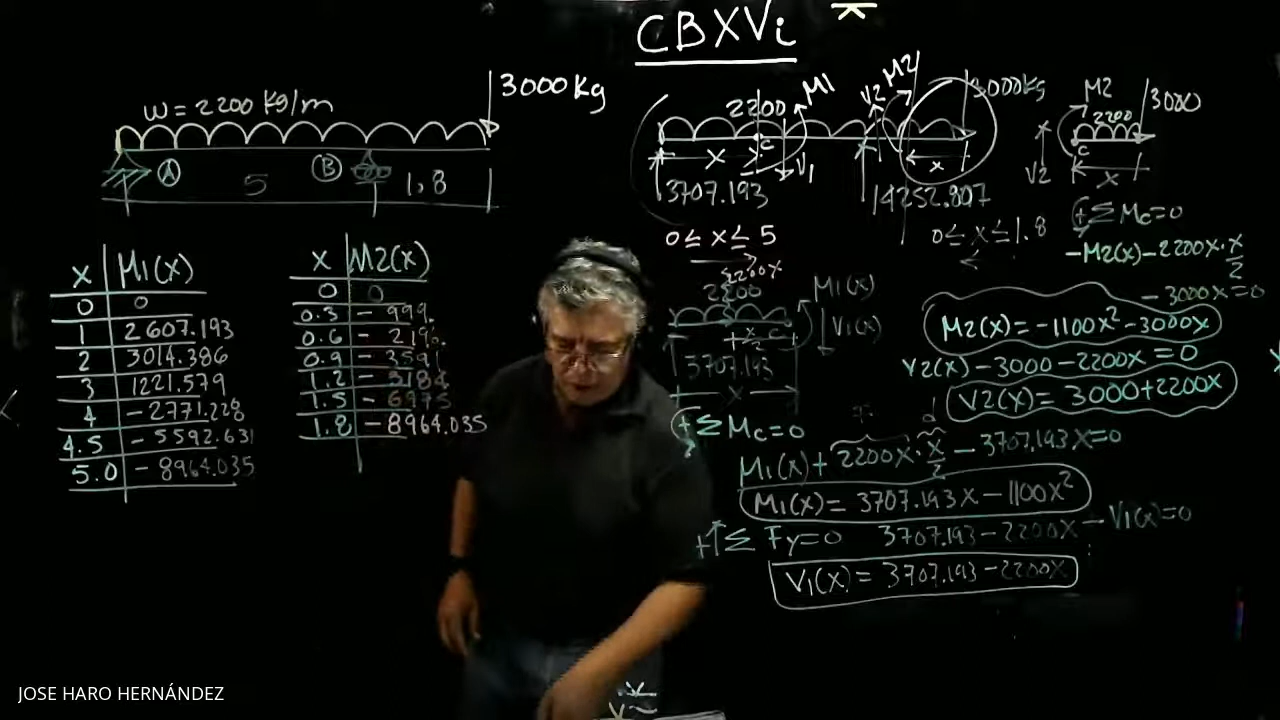 CBXVi
w = 2200 Kg/m
3000 Kg
A
B
5
1,8
x M1(x)
0 0
1 2607.193
2 3014.386
3 1221.579
4 -2771.228
4.5 -5592.631
5.0 -8964.035
x M2(x)
0 0
0.3 -999.
0.6 -219
0.9 -3591
1.2
1.5 -6975
1.8 -8964.035
2200
M1
V2
M2
3000 Kg
x
c
V1
x
3707.193
14252.807
0≤x≤5
0≤x≤1.8
M2
3000
2200
x
c
V2
x
+ΣMc=0
-M2(x)-2200x·x/2
-3000x=0
M2(x)=-1100x²-3000x
V2(x)-3000-2200x=0
V2(x)=3000+2200x
2200x
2200
M1(x)
V1(x)
x/2
c
3707.193
x
+ΣMc=0
d
M1(x)+2200x·x/2-3707.193x=0
M1(x)=3707.193x-1100x²
+↑ΣFy=0 3707.193-2200x-V1(x)=0
V1(x)=3707.193-2200x
JOSE HARO HERNÁNDEZ